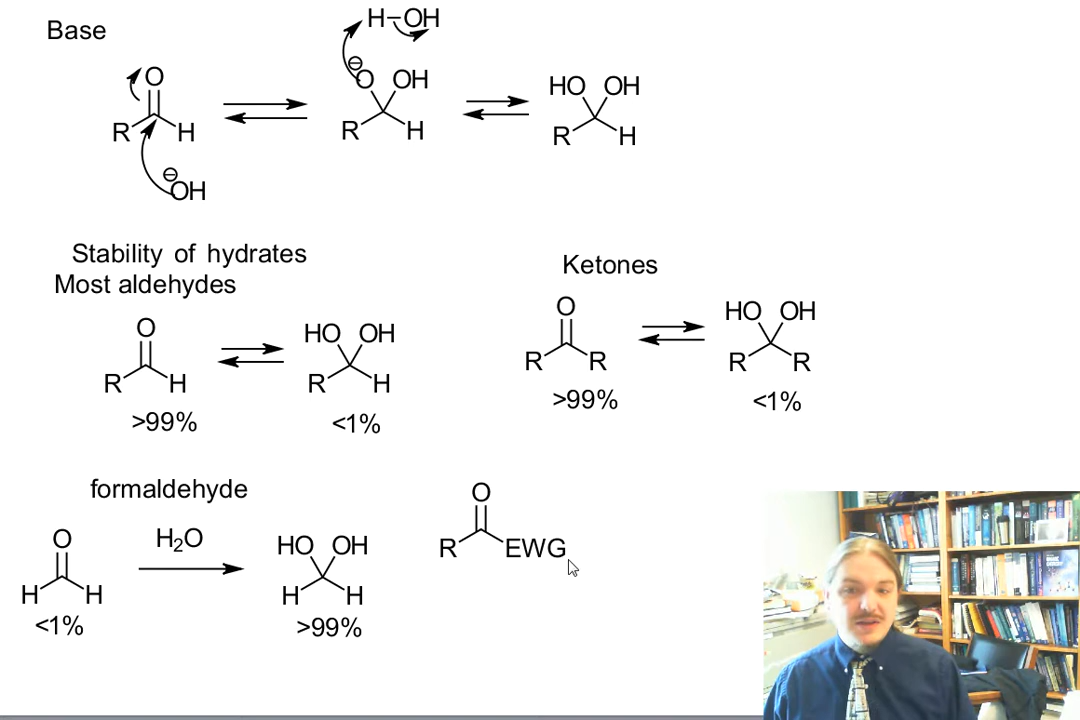 Base
H-OH
O
⊖
O OH
HO OH
R H
R H
R H
⊖
OH
Stability of hydrates
Most aldehydes
Ketones
O
HO OH
R H
R H
>99%
<1%
O
HO OH
R R
R R
>99%
<1%
formaldehyde
O
H₂O
HO OH
H H
H H
<1%
>99%
O
R EWG